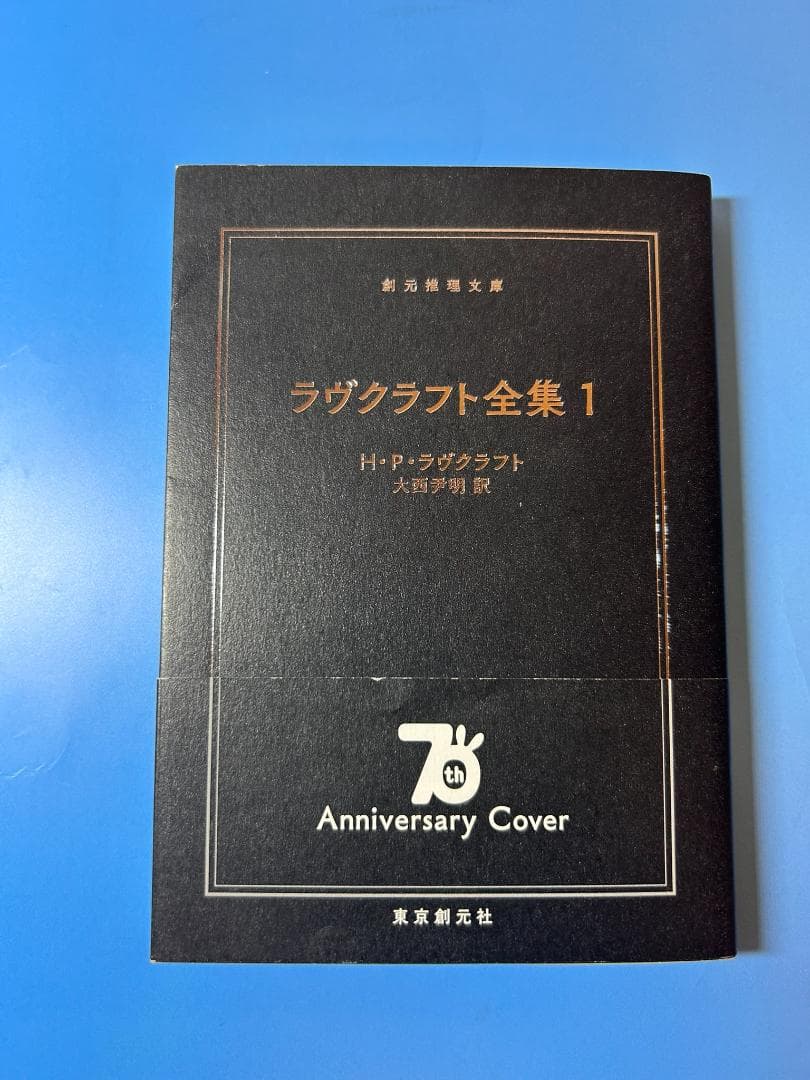 創元推理文庫
ラヴクラフト全集 1
H・P・ラヴクラフト
大西尹明 訳
70th
Anniversary Cover
東京創元社